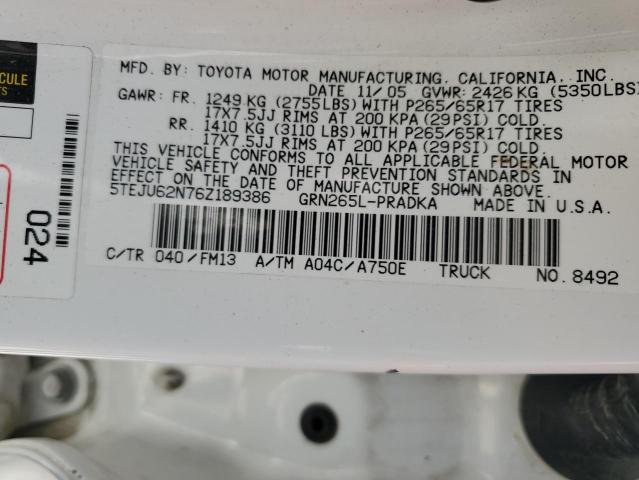 CULE
TS
024
MFD. BY: TOYOTA MOTOR MANUFACTURING, CALIFORNIA, INC.
DATE 11/05 GVWR: 2426 KG (5350LBS)
GAWR: FR. 1249 KG (2755LBS) WITH P265/65R17 TIRES
17X7.5JJ RIMS AT 200 KPA (29PSI) COLD.
RR. 1410 KG (3110LBS) WITH P265/65R17 TIRES
17X7.5JJ RIMS AT 200 KPA (29PSI) COLD.
THIS VEHICLE CONFORMS TO ALL APPLICABLE FEDERAL MOTOR
VEHICLE SAFETY AND THEFT PREVENTION STANDARDS IN
EFFECT ON THE DATE OF MANUFACTURE SHOWN ABOVE.
5TEJU62N76Z189386 GRN265L-PRADKA MADE IN U.S.A.
C/TR 040/FM13 A/TM A04C/A750E TRUCK NO. 8492